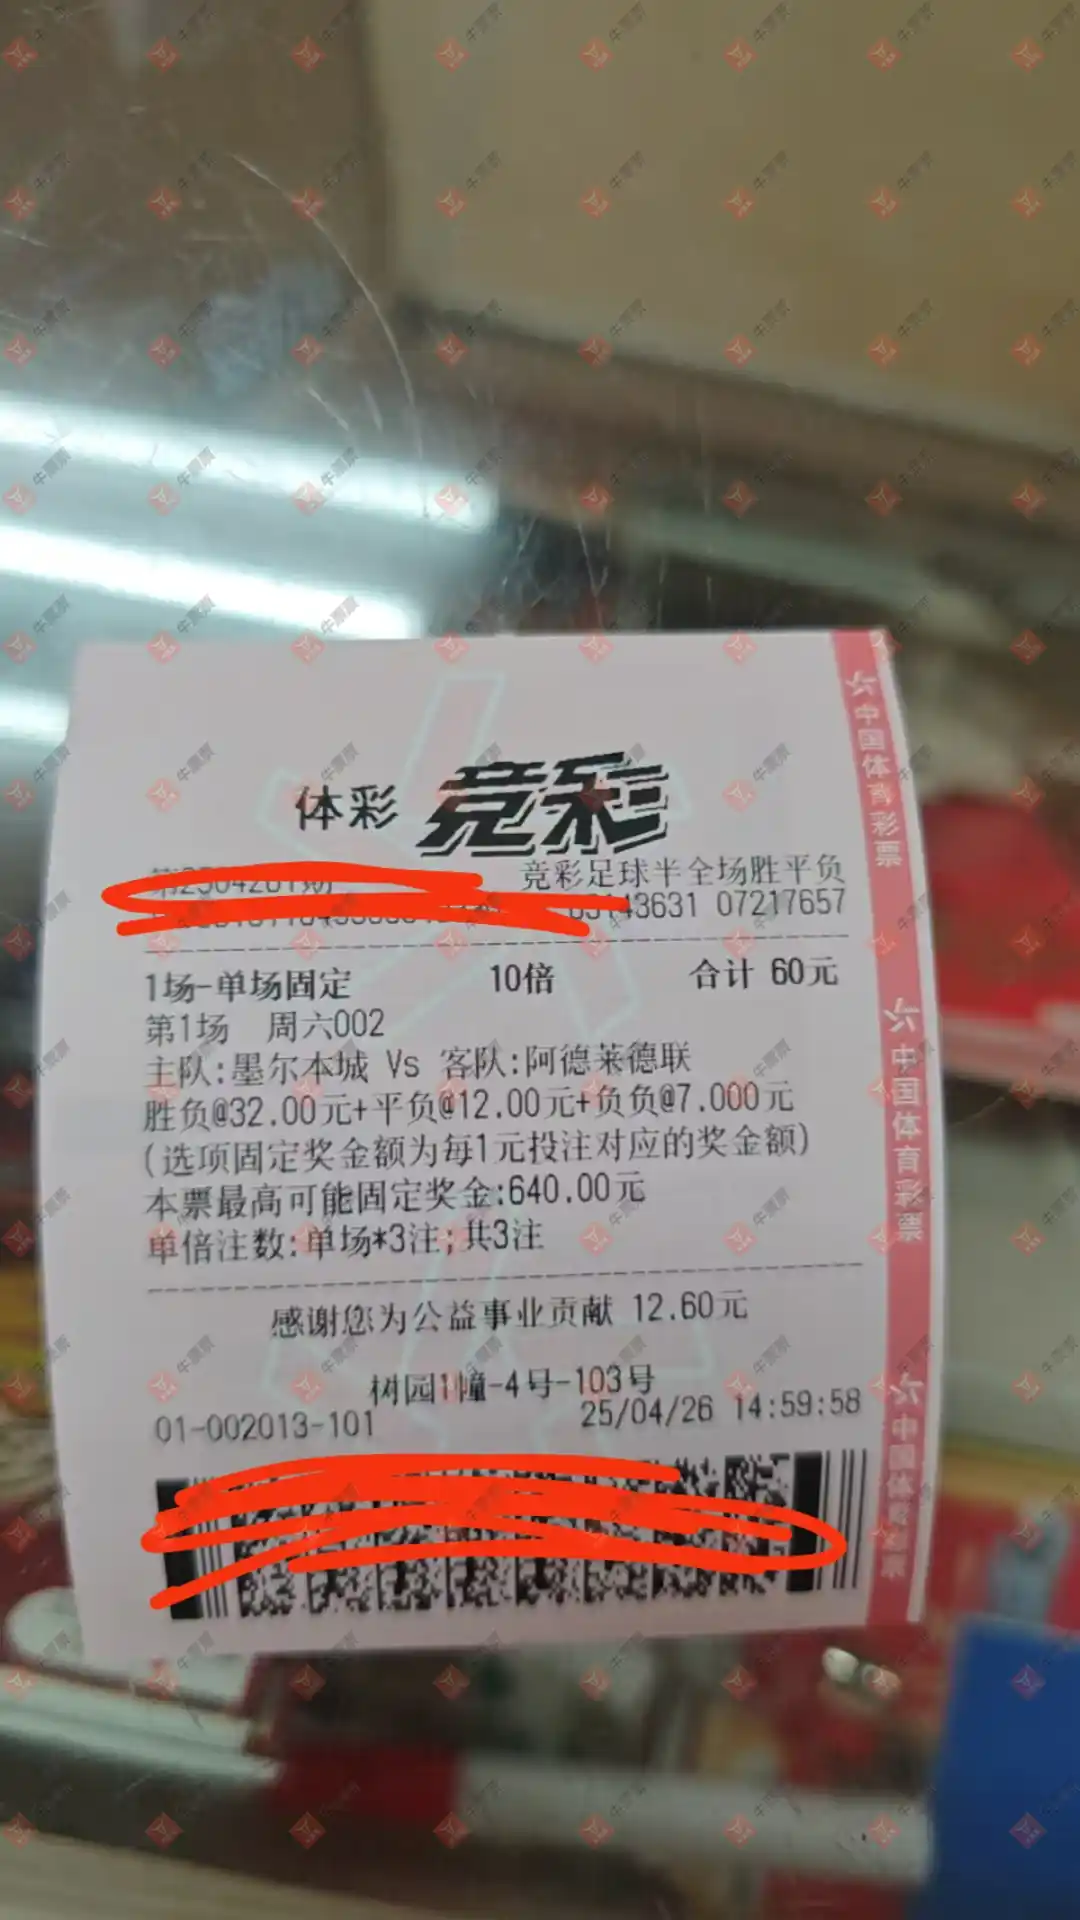 体彩 竞彩
竞彩足球半全场胜平负
07217657
1场-单场固定 10倍 合计 60元
第1场 周六002
主队:墨尔本城 Vs 客队:阿德莱德联
胜负@32.00元+平负@12.00元+负负@7.000元
(选项固定奖金额为每1元投注对应的奖金额)
本票最高可能固定奖金:640.00元
单倍注数:单场*3注;共3注
感谢您为公益事业贡献 12.60元
树园1幢-4号-103号
01-002013-101 25/04/26 14:59:58
中国体育彩票
中国体育彩票
中国体育彩票
牛票票